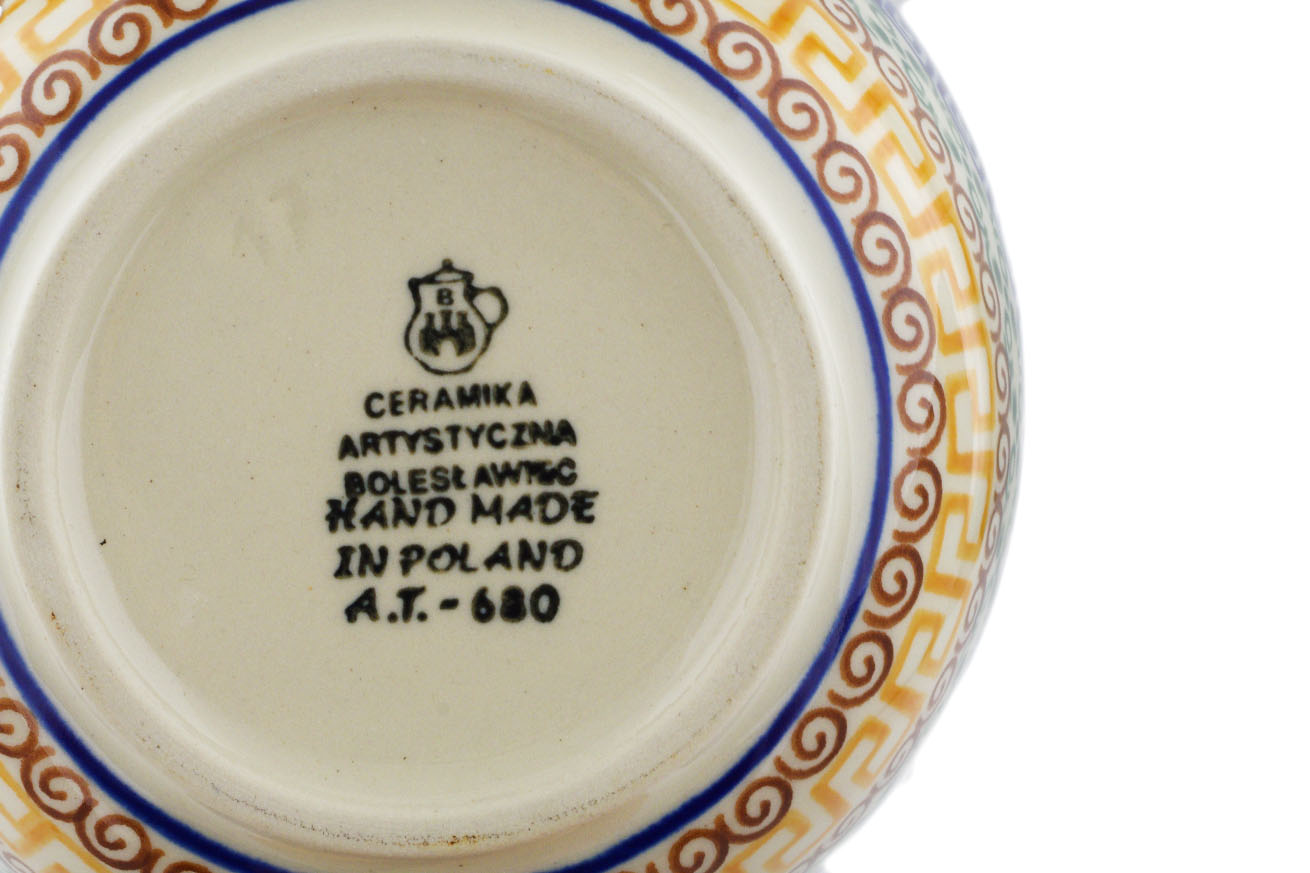 B
CERAMIKA
ARTYSTYCZNA
BOLESŁAWIEC
HAND MADE
IN POLAND
A.T. - 680